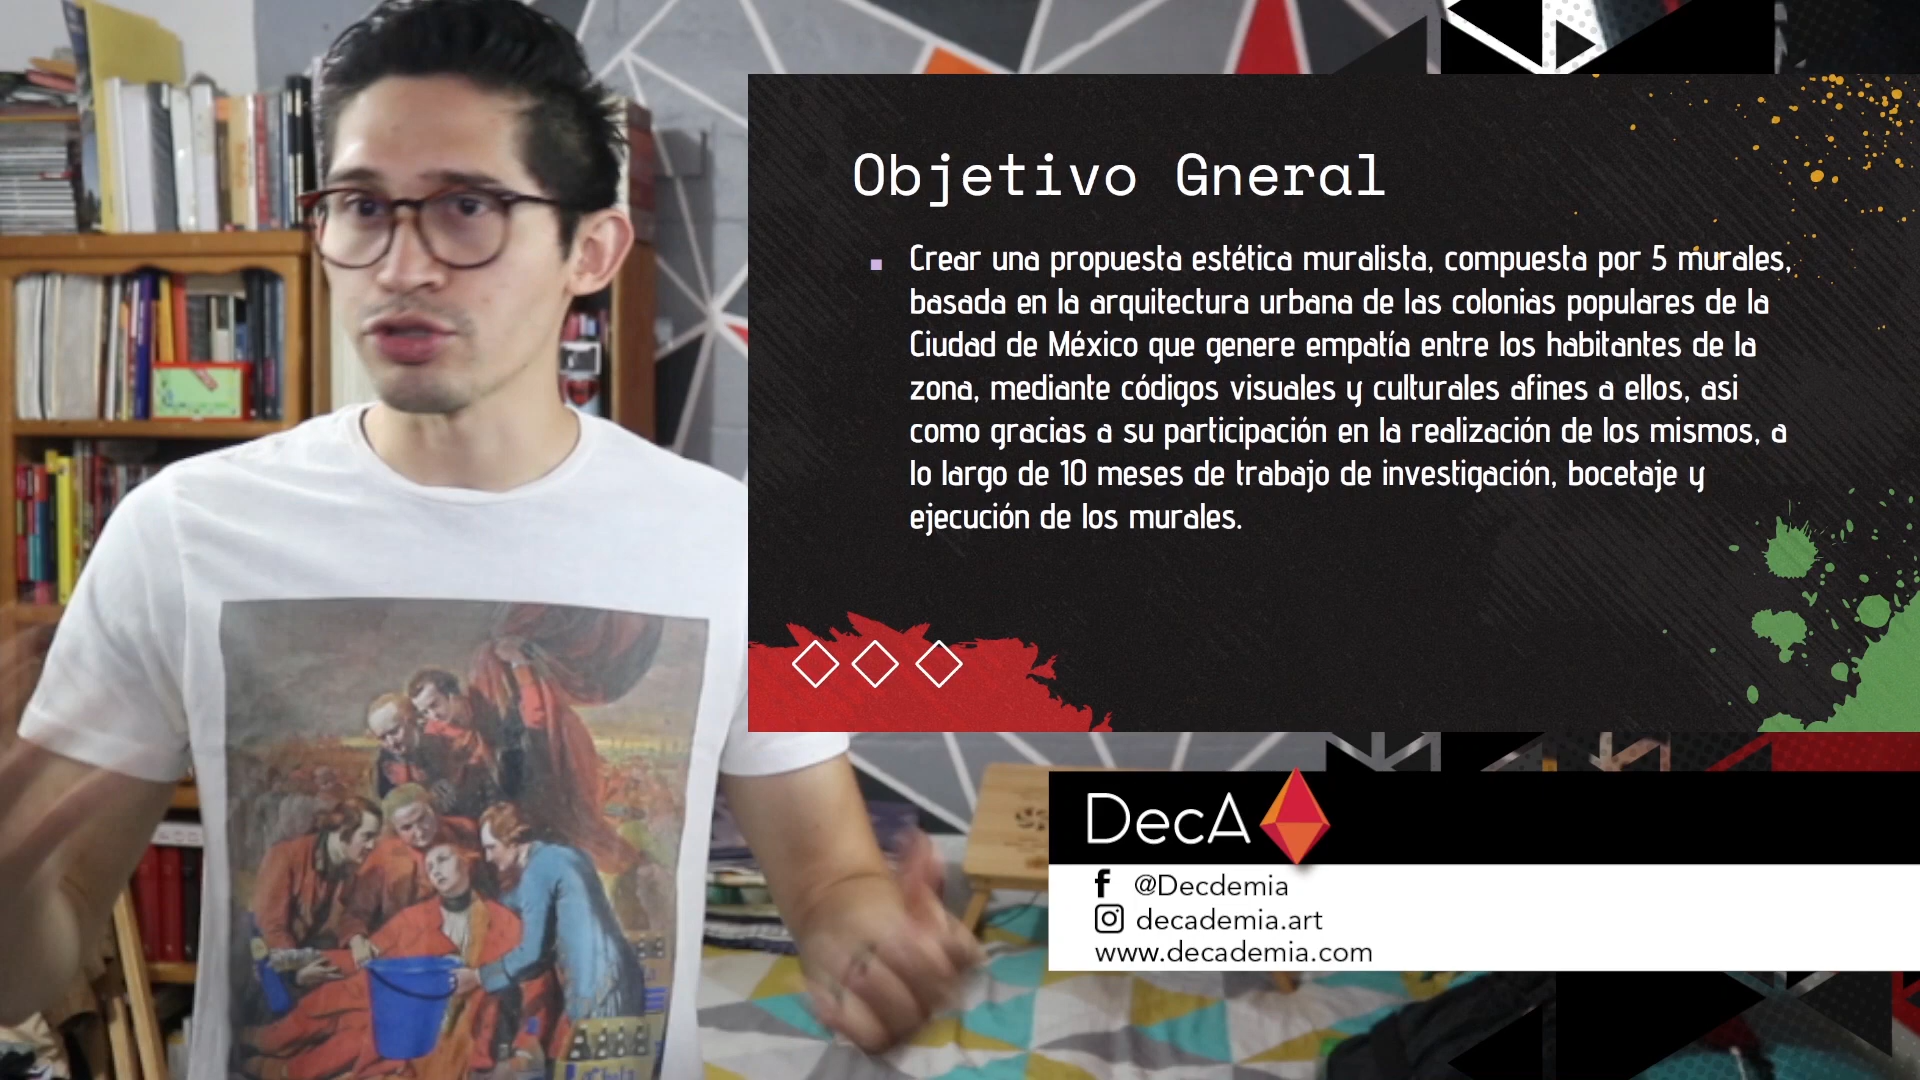 Objetivo Gneral
Crear una propuesta estética muralista, compuesta por 5 murales,
basada en la arquitectura urbana de las colonias populares de la
Ciudad de México que genere empatía entre los habitantes de la
zona, mediante códigos visuales y culturales afines a ellos, asi
como gracias a su participación en la realización de los mismos, a
lo largo de 10 meses de trabajo de investigación, bocetaje y
ejecución de los murales.
DecA
@Decdemia
decademia.art
www.decademia.com